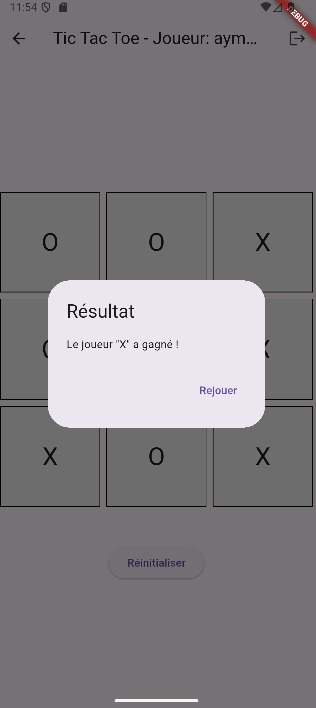 11:54
DEBUG
Tic Tac Toe - Joueur: aym...
O O X
Résultat
Le joueur "X" a gagné !
Rejouer
X O X
Réinitialiser